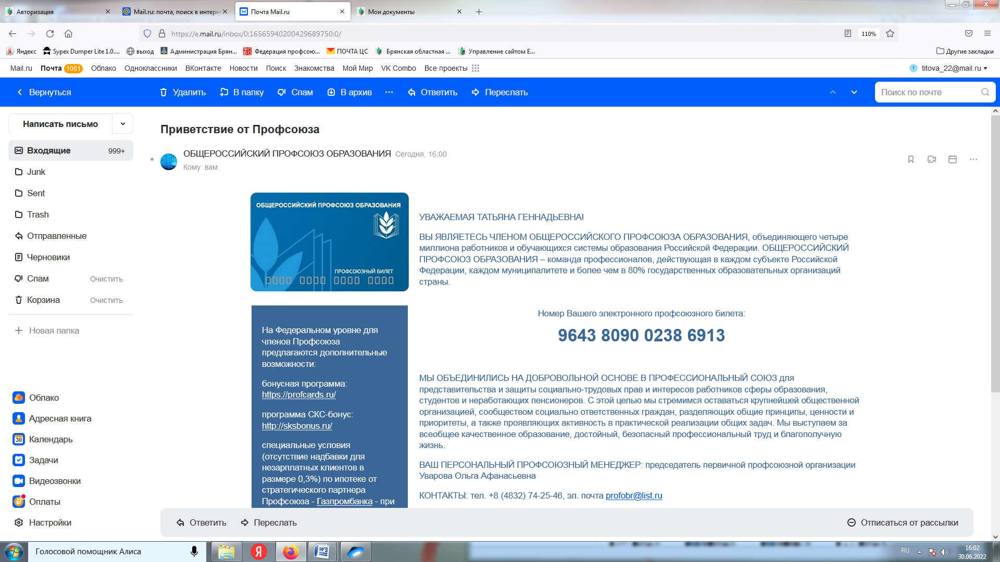 Авторизация
Mail.ru: почта, поиск в интерн
Почта Mail.ru
Мои документы
https://e.mail.ru/inbox/0:16565940200429689750:0/
110%
Яндекс
Sypex Dumper Lite 1.0....
выход
Администрация Брян...
Федерация профсою...
ПОЧТА ЦС
Брянская областная ...
Управление сайтом Е...
Другие закладки
Mail.ru
Почта 1061
Облако
Одноклассники
ВКонтакте
Новости
Поиск
Знакомства
Мой Мир
VK Combo
Все проекты
titova_22@mail.ru
Вернуться
Удалить
В папку
Спам
В архив
Ответить
Переслать
Поиск по почте
Написать письмо
Входящие 999+
Junk
Sent
Trash
Отправленные
Черновики
Спам Очистить
Корзина Очистить
Новая папка
Облако
Адресная книга
30 Календарь
Задачи
Видеозвонки
Оплаты
Настройки
Приветствие от Профсоюза
ОБЩЕРОССИЙСКИЙ ПРОФСОЮЗ ОБРАЗОВАНИЯ Сегодня, 16:00
Кому: вам
ОБЩЕРОССИЙСКИЙ ПРОФСОЮЗ ОБРАЗОВАНИЯ
ПРОФСОЮЗНЫЙ БИЛЕТ
0000 0000 0000 0000
УВАЖАЕМАЯ ТАТЬЯНА ГЕННАДЬЕВНА!
ВЫ ЯВЛЯЕТЕСЬ ЧЛЕНОМ ОБЩЕРОССИЙСКОГО ПРОФСОЮЗА ОБРАЗОВАНИЯ, объединяющего четыре
миллиона работников и обучающихся системы образования Российской Федерации. ОБЩЕРОССИЙСКИЙ
ПРОФСОЮЗ ОБРАЗОВАНИЯ – команда профессионалов, действующая в каждом субъекте Российской
Федерации, каждом муниципалитете и более чем в 80% государственных образовательных организаций
страны.
На Федеральном уровне для
членов Профсоюза
предлагаются дополнительные
возможности:
бонусная программа:
https://profcards.ru/
программа СКС-бонус:
http://sksbonus.ru/
специальные условия
(отсутствие надбавки для
незарплатных клиентов в
размере 0,3%) по ипотеке от
стратегического партнера
Профсоюза - Газпромбанка - при
Номер Вашего электронного профсоюзного билета:
9643 8090 0238 6913
МЫ ОБЪЕДИНИЛИСЬ НА ДОБРОВОЛЬНОЙ ОСНОВЕ В ПРОФЕССИОНАЛЬНЫЙ СОЮЗ для
представительства и защиты социально-трудовых прав и интересов работников сферы образования,
студентов и неработающих пенсионеров. С этой целью мы стремимся оставаться крупнейшей общественной
организацией, сообществом социально ответственных граждан, разделяющих общие принципы, ценности и
приоритеты, а также проявляющих активность в практической реализации общих задач. Мы выступаем за
всеобщее качественное образование, достойный, безопасный профессиональный труд и благополучную
жизнь.
ВАШ ПЕРСОНАЛЬНЫЙ ПРОФСОЮЗНЫЙ МЕНЕДЖЕР: председатель первичной профсоюзной организации
Уварова Ольга Афанасьевна
КОНТАКТЫ: тел. +8 (4832) 74-25-46, эл. почта profobr@list.ru
Ответить
Переслать
Отписаться от рассылки
Голосовой помощник Алиса
RU
16:02
30.06.2022